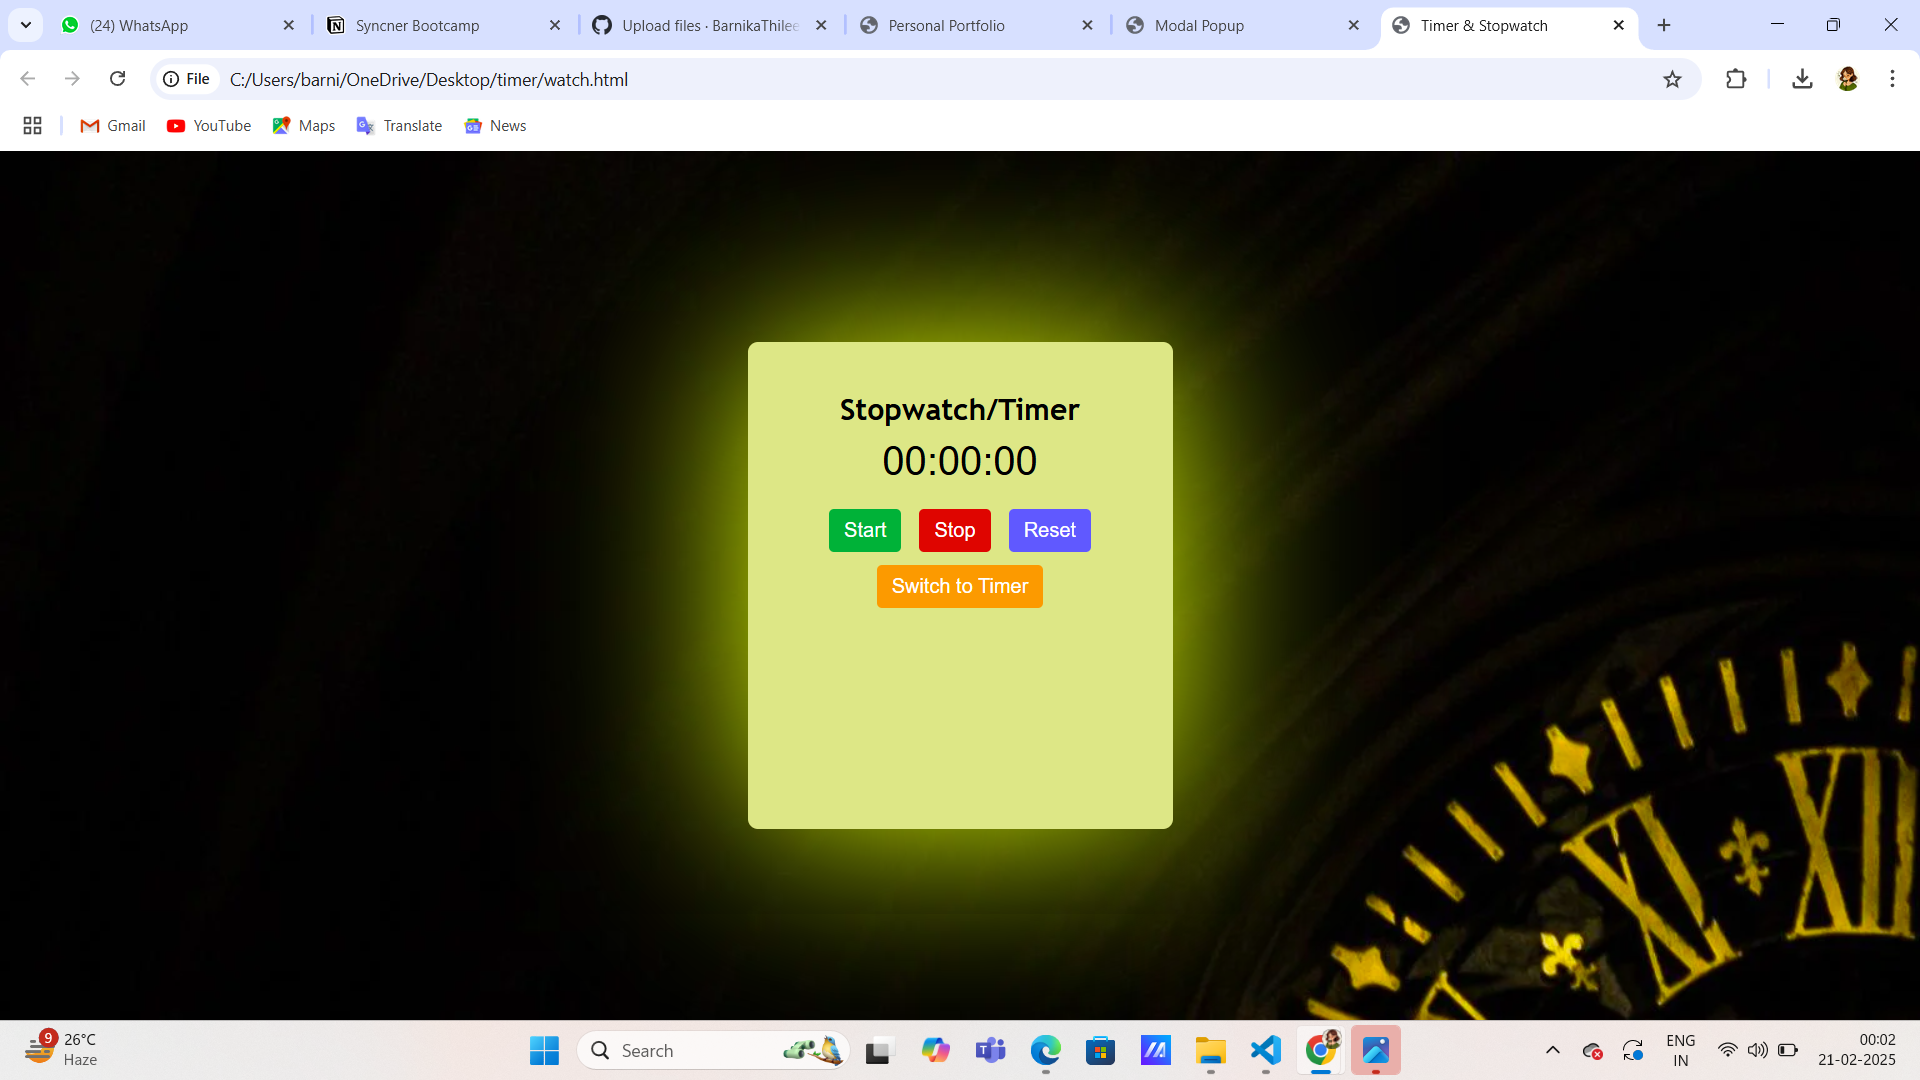 (24) WhatsApp
Syncner Bootcamp
Upload files · BarnikaThilee
Personal Portfolio
Modal Popup
Timer & Stopwatch
File C:/Users/barni/OneDrive/Desktop/timer/watch.html
Gmail YouTube Maps Translate News
Stopwatch/Timer
00:00:00
Start Stop Reset
Switch to Timer
XI XII
9 26°C
Haze
Search
ENG
IN
00:02
21-02-2025